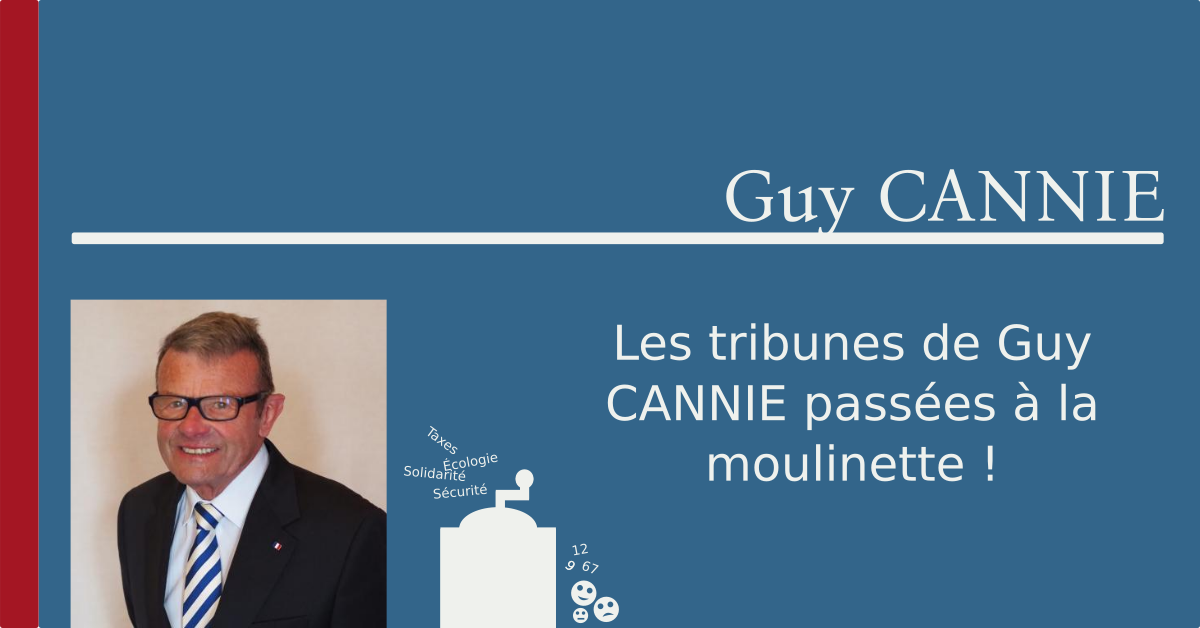 Guy CANNIE
Les tribunes de Guy
CANNIE passées à la
moulinette !
Taxes
Écologie
Solidarité
Sécurité
12
9 67